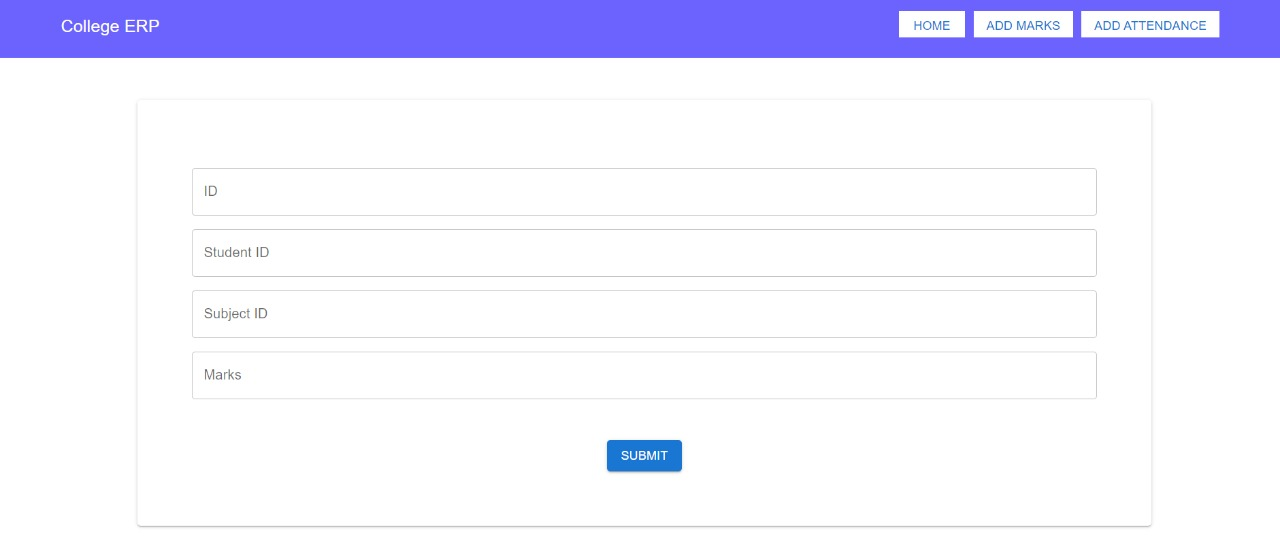 College ERP HOME ADD MARKS ADD ATTENDANCE
ID
Student ID
Subject ID
Marks
SUBMIT